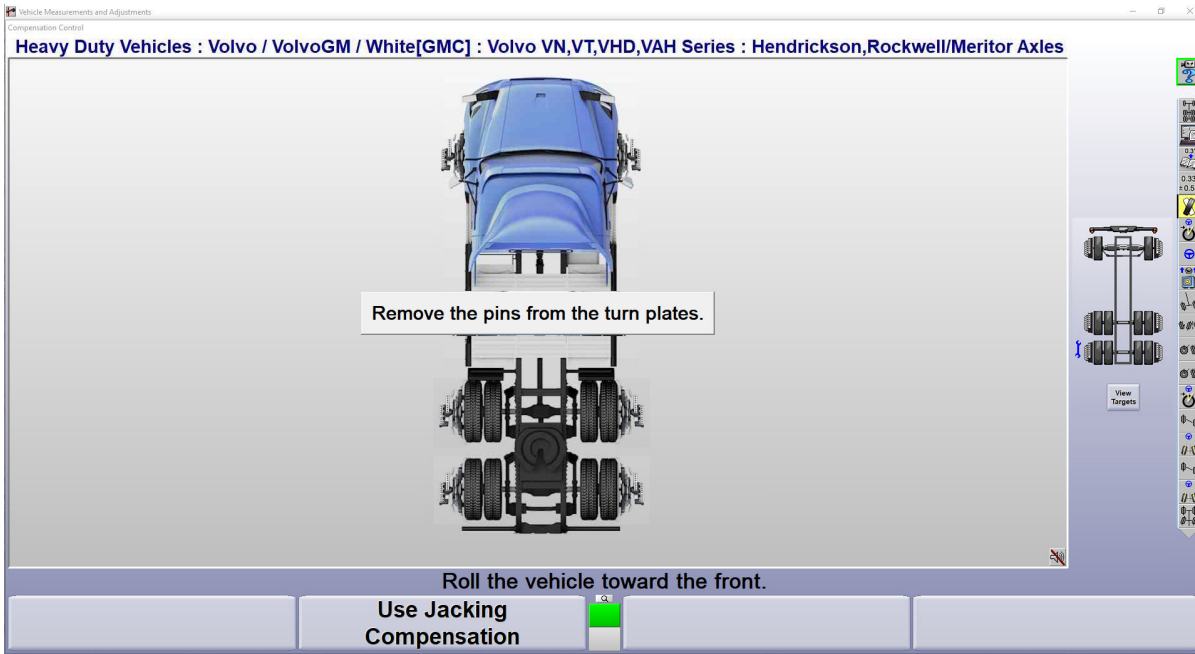 Vehicle Measurements and Adjustments
Compensation Control
Heavy Duty Vehicles : Volvo / VolvoGM / White[GMC] : Volvo VN,VT,VHD,VAH Series : Hendrickson,Rockwell/Meritor Axles
Remove the pins from the turn plates.
View
Targets
Roll the vehicle toward the front.
Use Jacking
Compensation